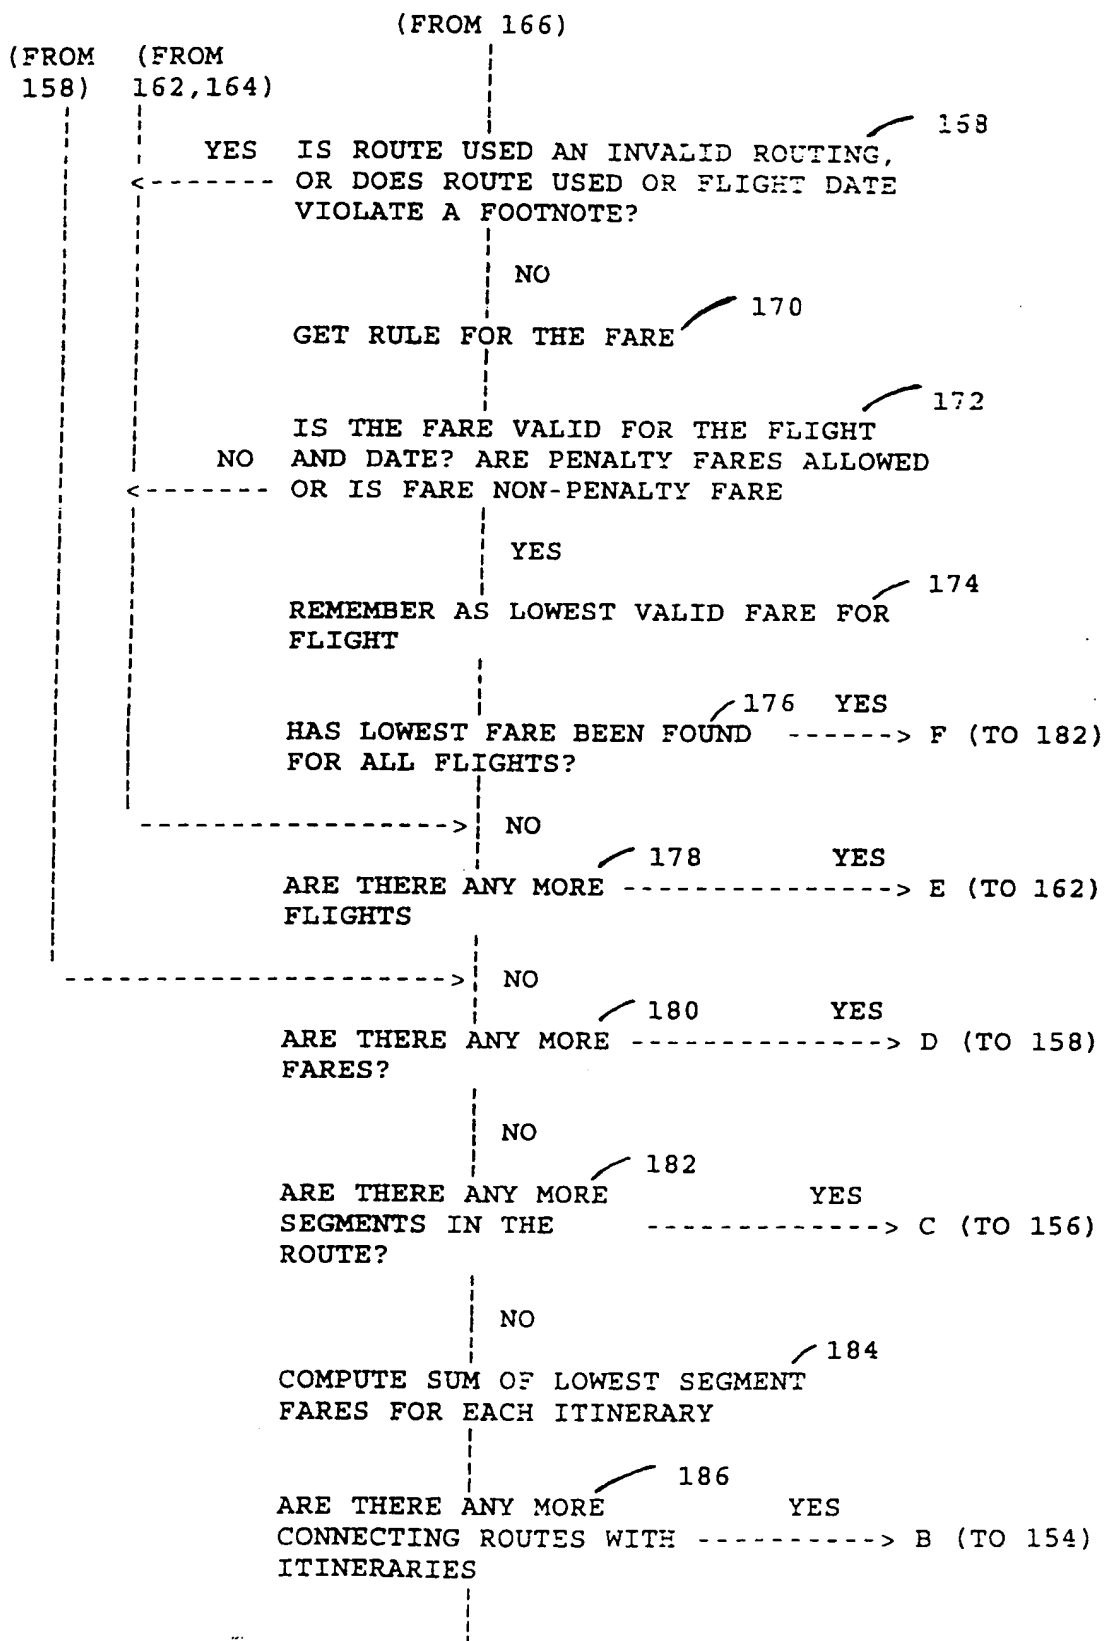 (FROM 166)
(FROM (FROM
158) 162,164)
168
YES IS ROUTE USED AN INVALID ROUTING,
<------- OR DOES ROUTE USED OR FLIGHT DATE
VIOLATE A FOOTNOTE?
NO
170
GET RULE FOR THE FARE
172
IS THE FARE VALID FOR THE FLIGHT
NO AND DATE? ARE PENALTY FARES ALLOWED
<------- OR IS FARE NON-PENALTY FARE
YES
174
REMEMBER AS LOWEST VALID FARE FOR
FLIGHT
176 YES
HAS LOWEST FARE BEEN FOUND ------> F (TO 182)
FOR ALL FLIGHTS?
-----------------> NO
178 YES
ARE THERE ANY MORE ---------------> E (TO 162)
FLIGHTS
---------------------> NO
180 YES
ARE THERE ANY MORE --------------> D (TO 158)
FARES?
NO
182
ARE THERE ANY MORE YES
SEGMENTS IN THE -------------> C (TO 156)
ROUTE?
NO
184
COMPUTE SUM OF LOWEST SEGMENT
FARES FOR EACH ITINERARY
186
ARE THERE ANY MORE YES
CONNECTING ROUTES WITH ----------> B (TO 154)
ITINERARIES